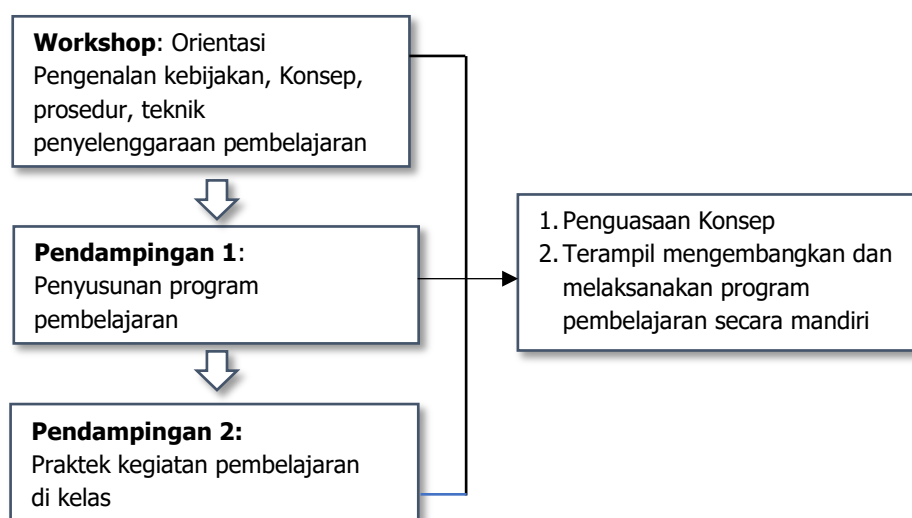 Workshop: Orientasi
Pengenalan kebijakan, Konsep,
prosedur, teknik
penyelenggaraan pembelajaran
Pendampingan 1:
Penyusunan program
pembelajaran
Pendampingan 2:
Praktek kegiatan pembelajaran
di kelas
1. Penguasaan Konsep
2. Terampil mengembangkan dan
melaksanakan program
pembelajaran secara mandiri